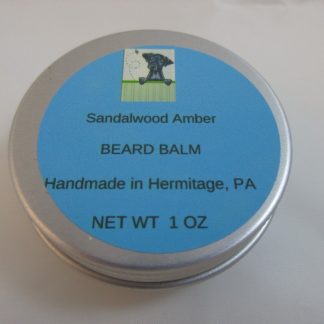 Sandalwood Amber
BEARD BALM
Handmade in Hermitage, PA
NET WT 1 OZ